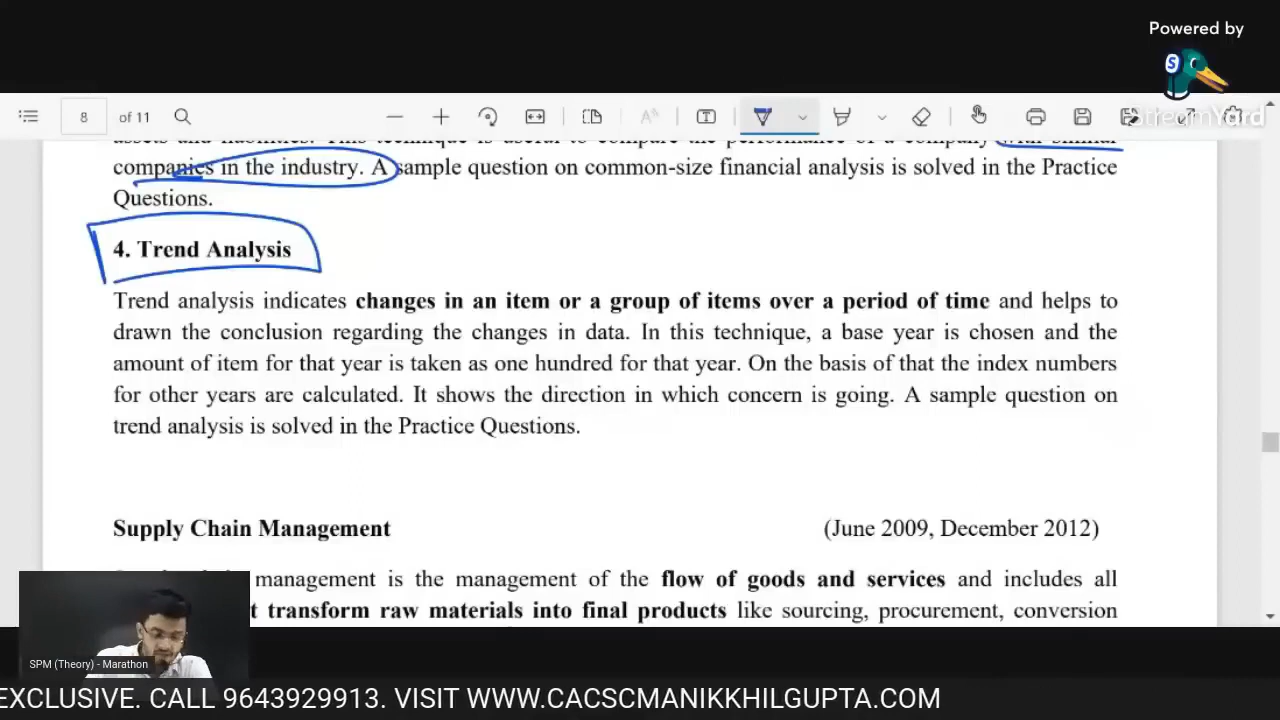 Powered by
8 of 11
StreamYard
companies in the industry. A sample question on common-size financial analysis is solved in the Practice
Questions.
4. Trend Analysis
Trend analysis indicates changes in an item or a group of items over a period of time and helps to
drawn the conclusion regarding the changes in data. In this technique, a base year is chosen and the
amount of item for that year is taken as one hundred for that year. On the basis of that the index numbers
for other years are calculated. It shows the direction in which concern is going. A sample question on
trend analysis is solved in the Practice Questions.
Supply Chain Management (June 2009, December 2012)
management is the management of the flow of goods and services and includes all
transform raw materials into final products like sourcing, procurement, conversion
SPM (Theory) - Marathon
EXCLUSIVE. CALL 9643929913. VISIT WWW.CACSCMANIKKHILGUPTA.COM